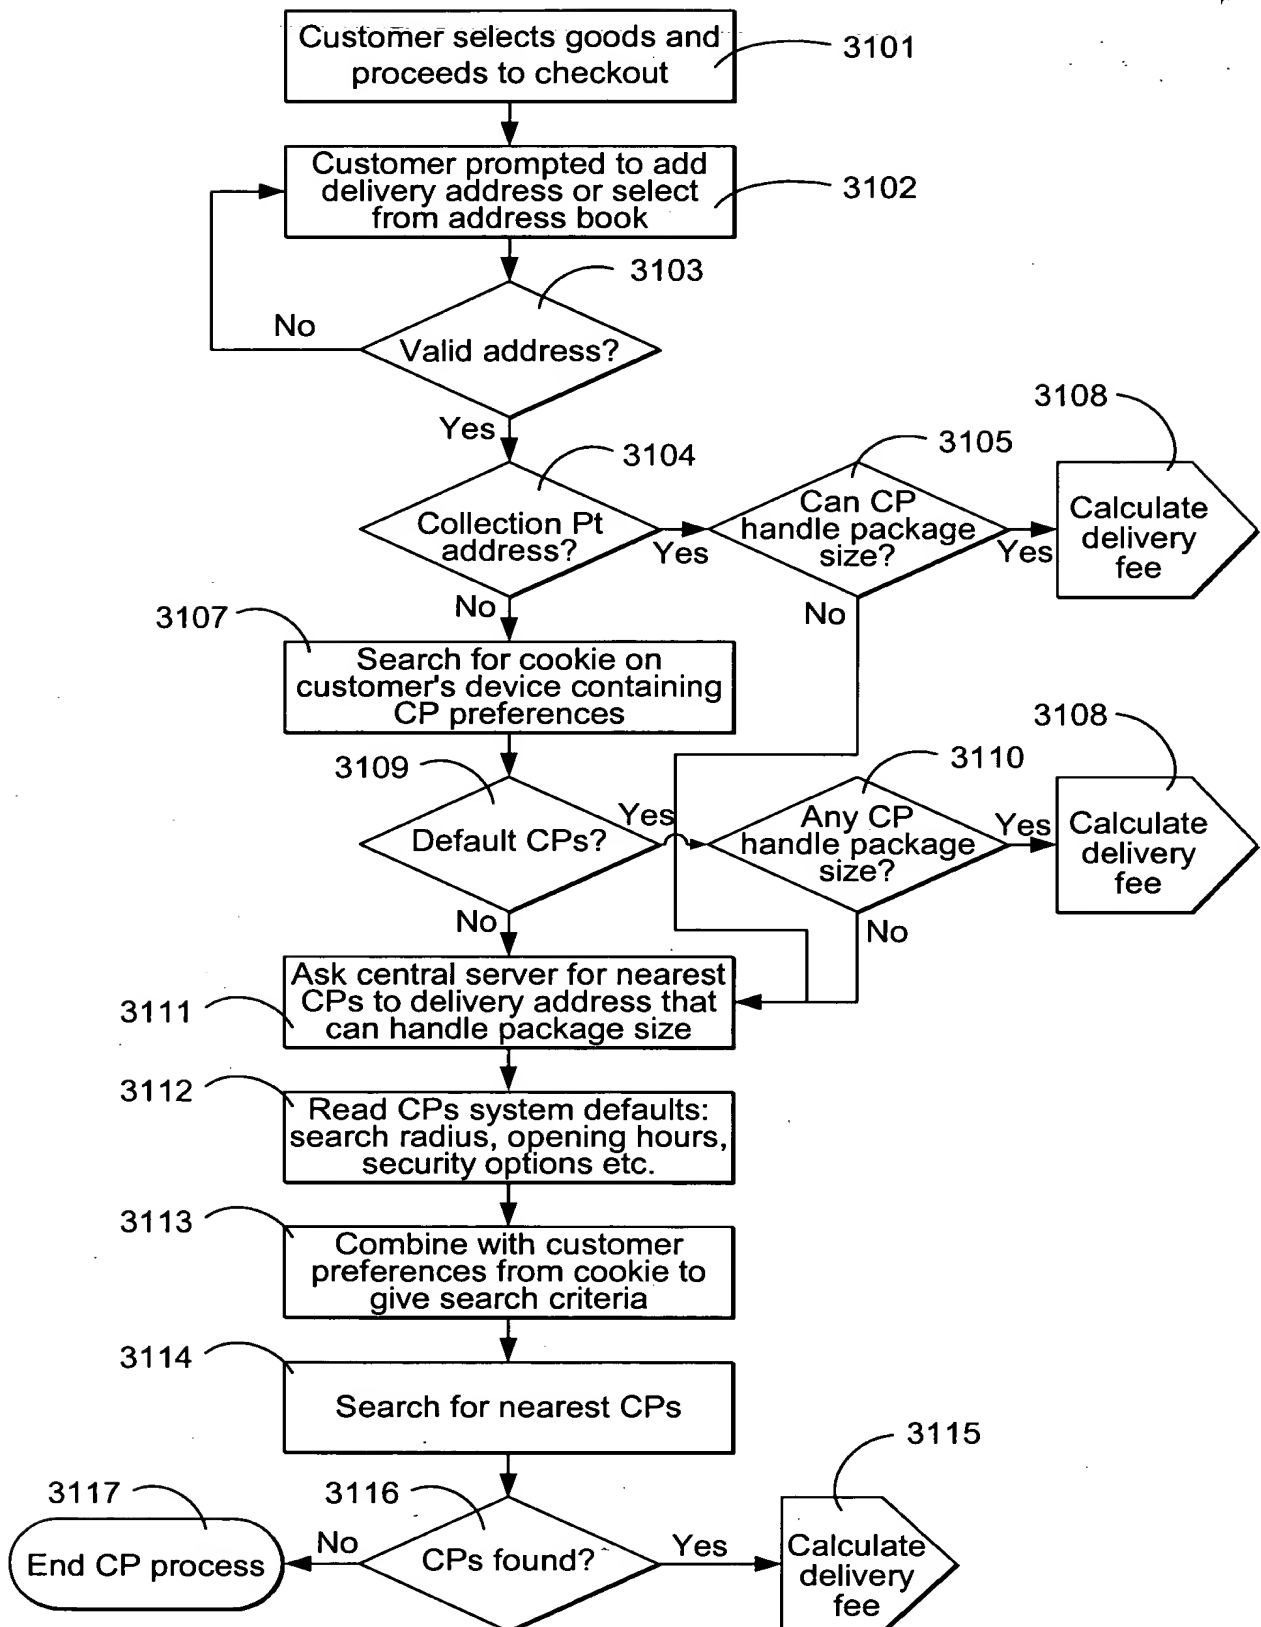 Customer selects goods and
proceeds to checkout
3101
Customer prompted to add
delivery address or select
from address book
3102
3103
No
Valid address?
Yes
3108
3104
3105
Collection Pt
address?
Yes
Can CP
handle package
size?
Yes
Calculate
delivery
fee
No
No
3107
Search for cookie on
customer's device containing
CP preferences
3108
3109
3110
Default CPs?
Yes
Any CP
handle package
size?
Yes
Calculate
delivery
fee
No
No
Ask central server for nearest
CPs to delivery address that
can handle package size
3111
3112
Read CPs system defaults:
search radius, opening hours,
security options etc.
3113
Combine with customer
preferences from cookie to
give search criteria
3114
Search for nearest CPs
3115
3117
3116
End CP process
No
CPs found?
Yes
Calculate
delivery
fee